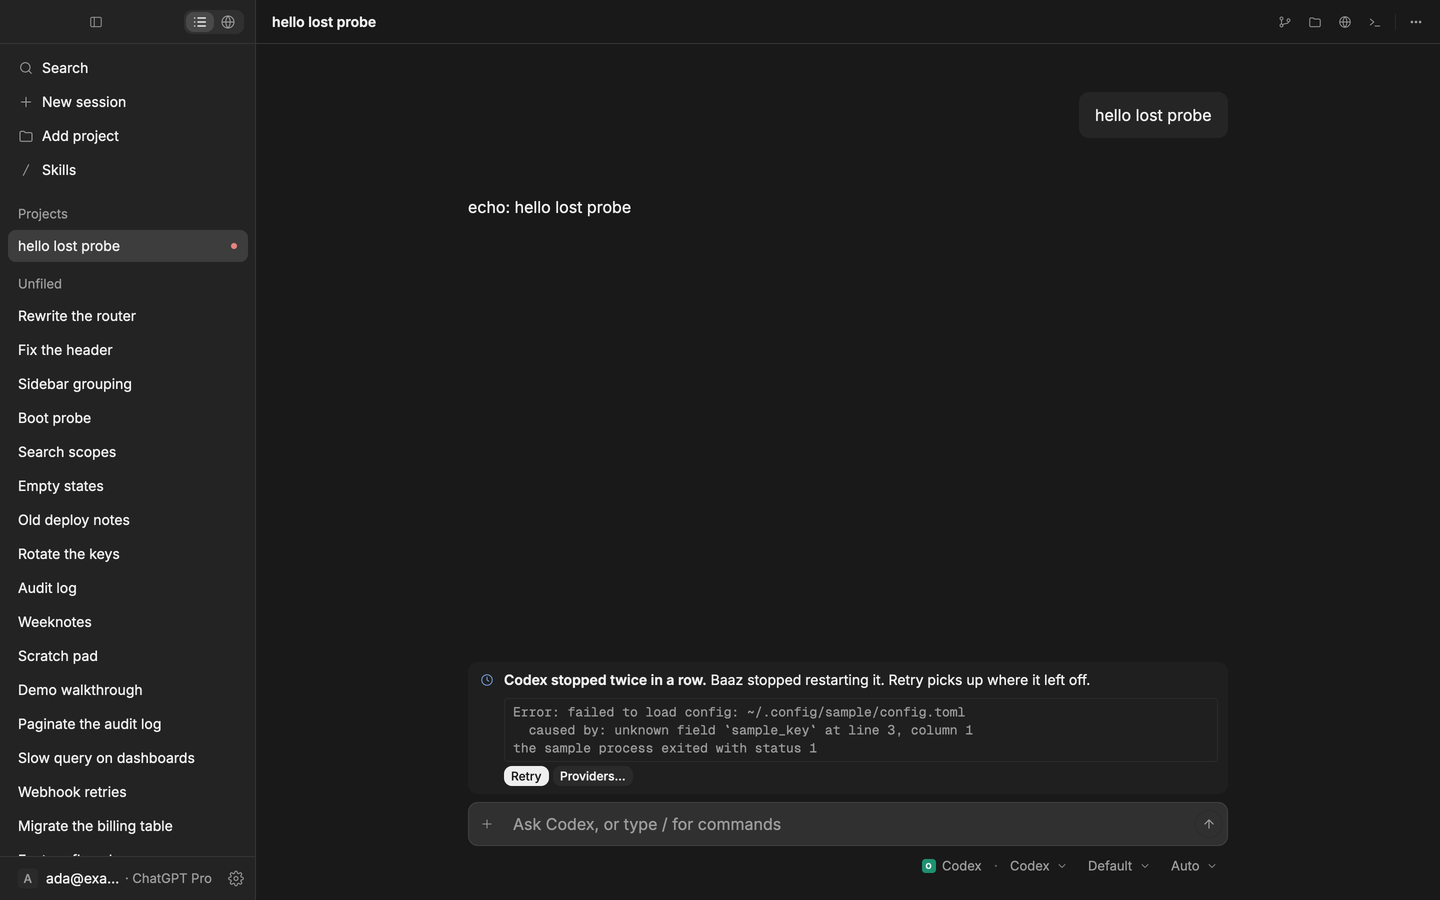 hello lost probe
Search
New session
Add project
Skills
Projects
hello lost probe
Unfiled
Rewrite the router
Fix the header
Sidebar grouping
Boot probe
Search scopes
Empty states
Old deploy notes
Rotate the keys
Audit log
Weeknotes
Scratch pad
Demo walkthrough
Paginate the audit log
Slow query on dashboards
Webhook retries
Migrate the billing table
A ada@exa... · ChatGPT Pro
hello lost probe
echo: hello lost probe
Codex stopped twice in a row. Baaz stopped restarting it. Retry picks up where it left off.
Error: failed to load config: ~/.config/sample/config.toml
caused by: unknown field `sample_key` at line 3, column 1
the sample process exited with status 1
Retry Providers...
Ask Codex, or type / for commands
Codex · Codex Default Auto